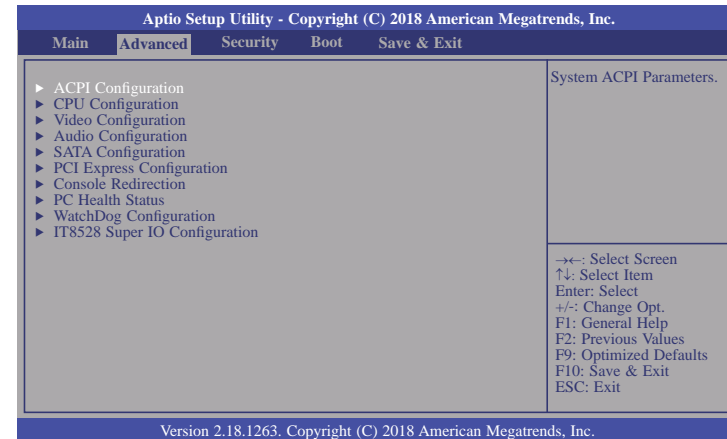 Aptio Setup Utility - Copyright (C) 2018 American Megatrends, Inc.
Main Advanced Security Boot Save & Exit
► ACPI Configuration
► CPU Configuration
► Video Configuration
► Audio Configuration
► SATA Configuration
► PCI Express Configuration
► Console Redirection
► PC Health Status
► WatchDog Configuration
► IT8528 Super IO Configuration
System ACPI Parameters.
→←: Select Screen
↑↓: Select Item
Enter: Select
+/-: Change Opt.
F1: General Help
F2: Previous Values
F9: Optimized Defaults
F10: Save & Exit
ESC: Exit
Version 2.18.1263. Copyright (C) 2018 American Megatrends, Inc.